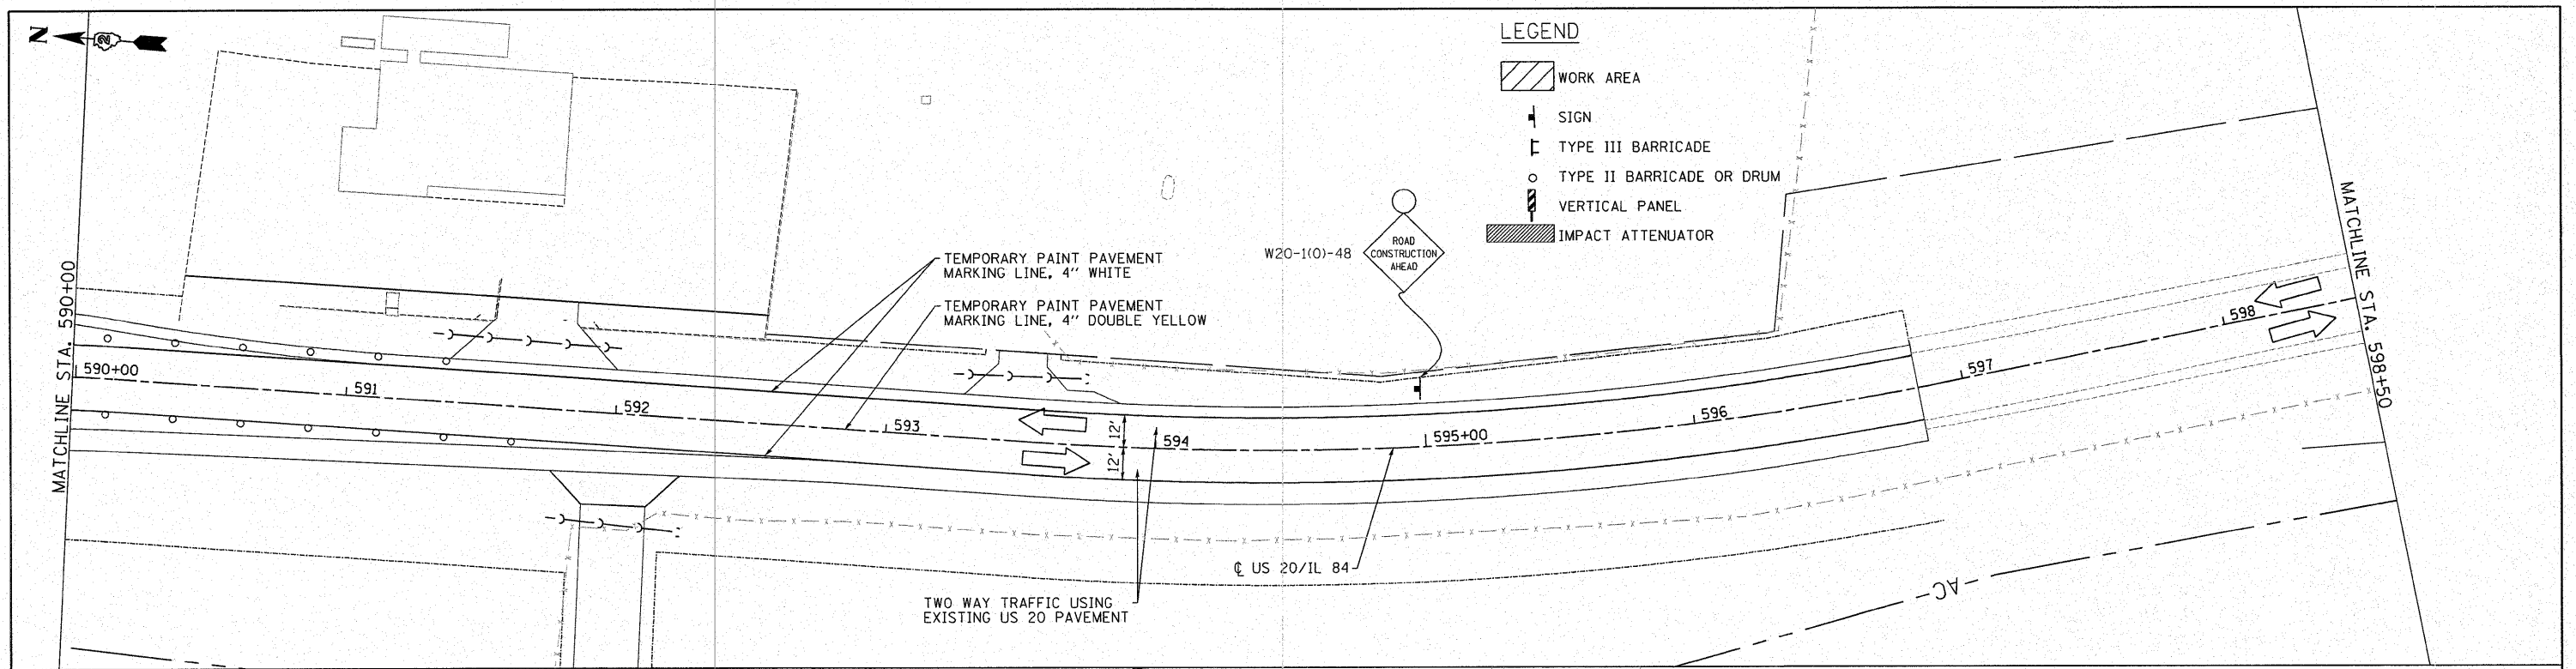 N
LEGEND
WORK AREA
SIGN
TYPE III BARRICADE
TYPE II BARRICADE OR DRUM
VERTICAL PANEL
IMPACT ATTENUATOR
W20-1(O)-48
ROAD
CONSTRUCTION
AHEAD
TEMPORARY PAINT PAVEMENT
MARKING LINE, 4" WHITE
TEMPORARY PAINT PAVEMENT
MARKING LINE, 4" DOUBLE YELLOW
MATCHLINE STA. 590+00
590+00
591
592
593
594
595+00
596
597
598
12'
12'
MATCHLINE STA. 598+50
℄ US 20/IL 84
TWO WAY TRAFFIC USING
EXISTING US 20 PAVEMENT
AC